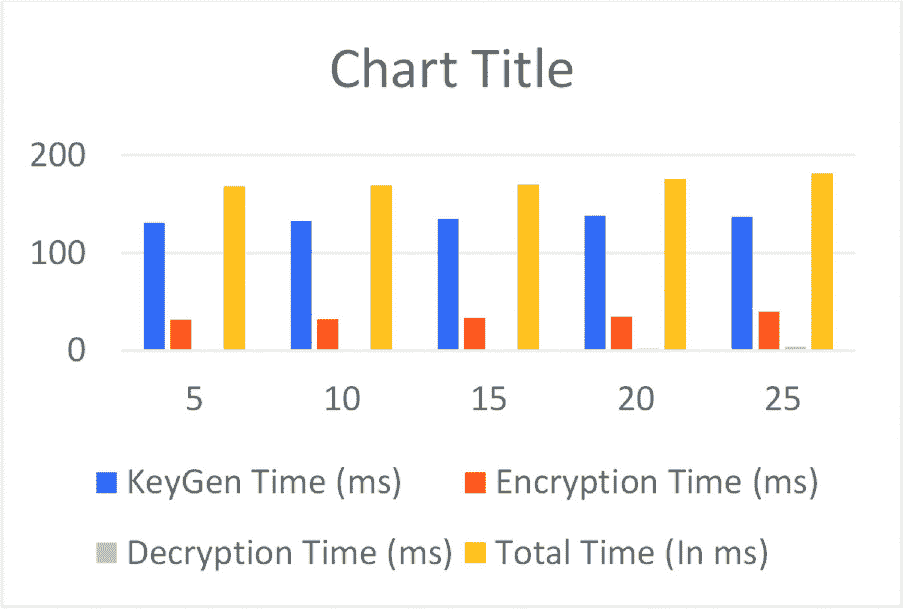 Chart Title
200
100
0
5 10 15 20 25
KeyGen Time (ms) Encryption Time (ms)
Decryption Time (ms) Total Time (In ms)